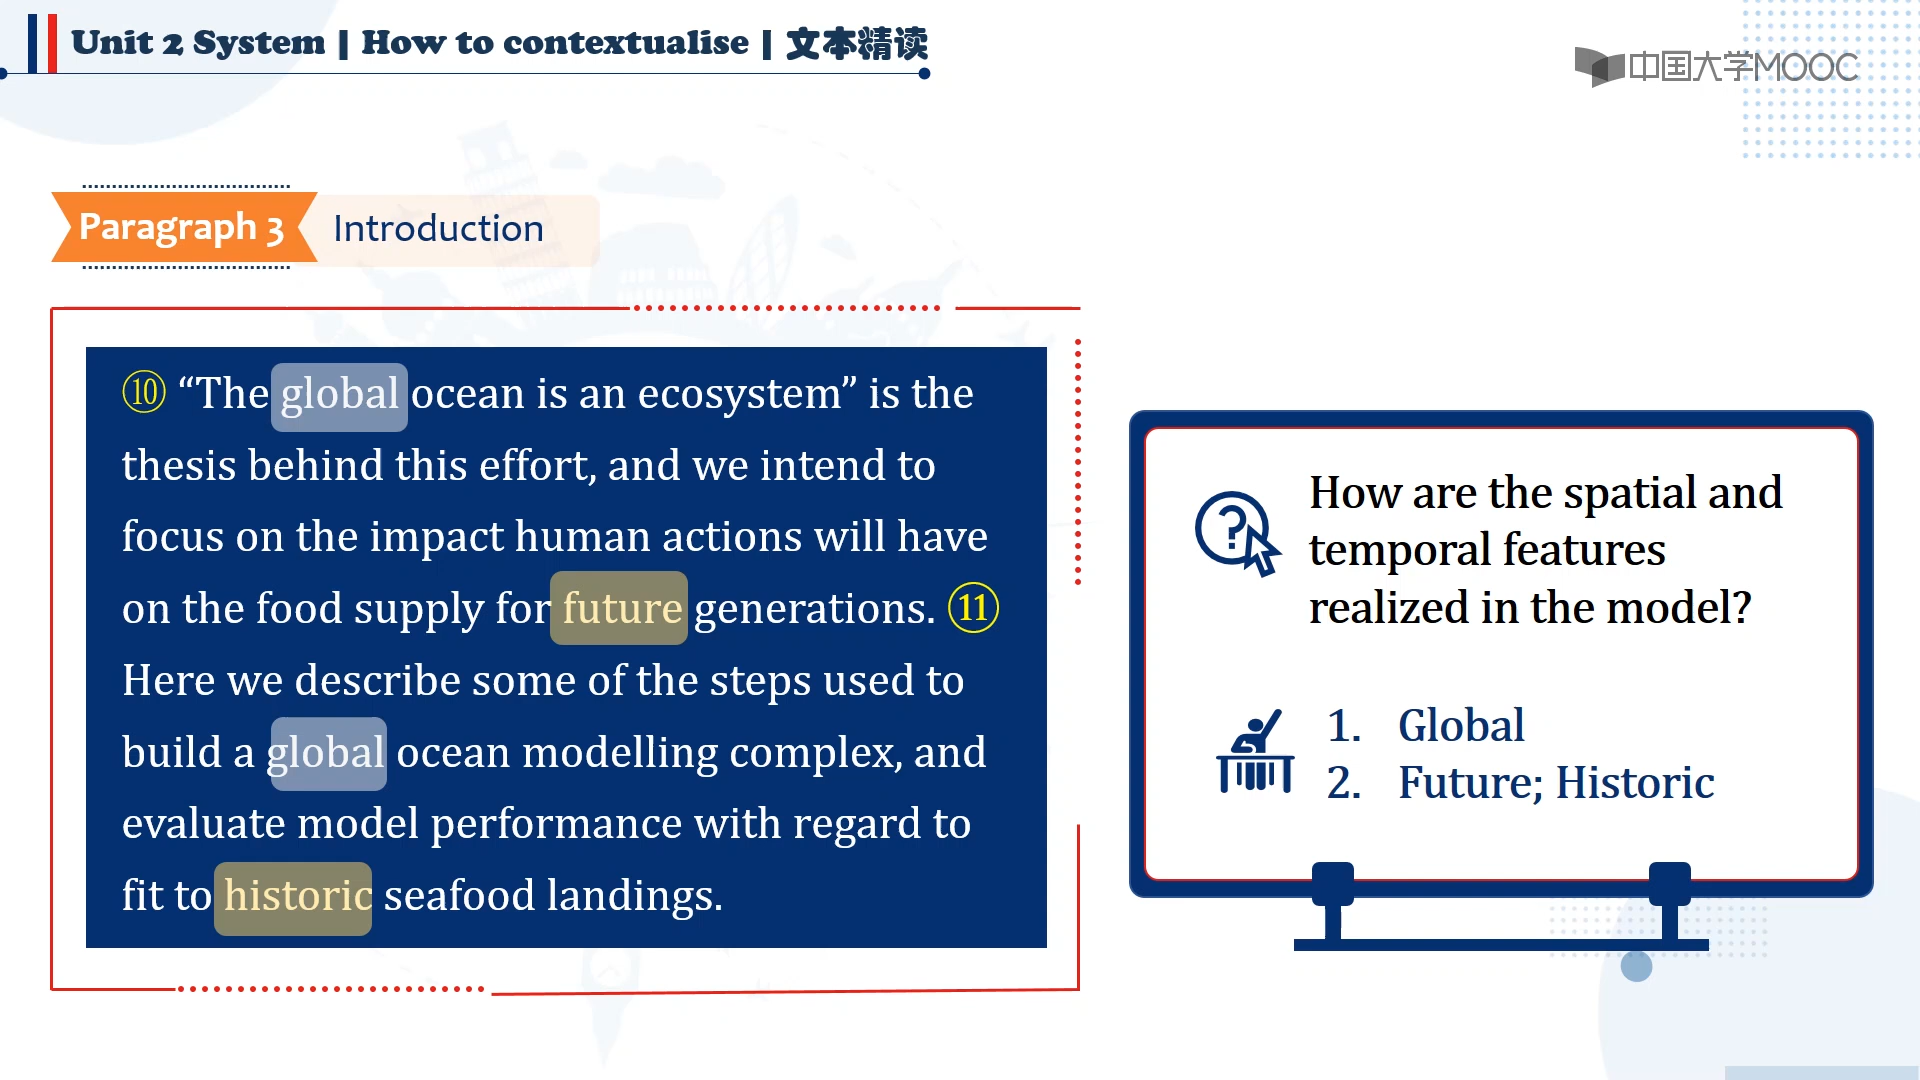 Unit 2 System | How to contextualise | 文本精读
中国大学MOOC
Paragraph 3 Introduction
⑩ “The global ocean is an ecosystem” is the
thesis behind this effort, and we intend to
focus on the impact human actions will have
on the food supply for future generations. ⑪
Here we describe some of the steps used to
build a global ocean modelling complex, and
evaluate model performance with regard to
fit to historic seafood landings.
How are the spatial and
temporal features
realized in the model?
1. Global
2. Future; Historic